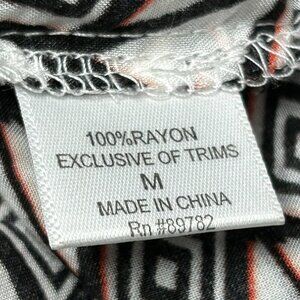 100%RAYON
EXCLUSIVE OF TRIMS
M
MADE IN CHINA
Rn #89782